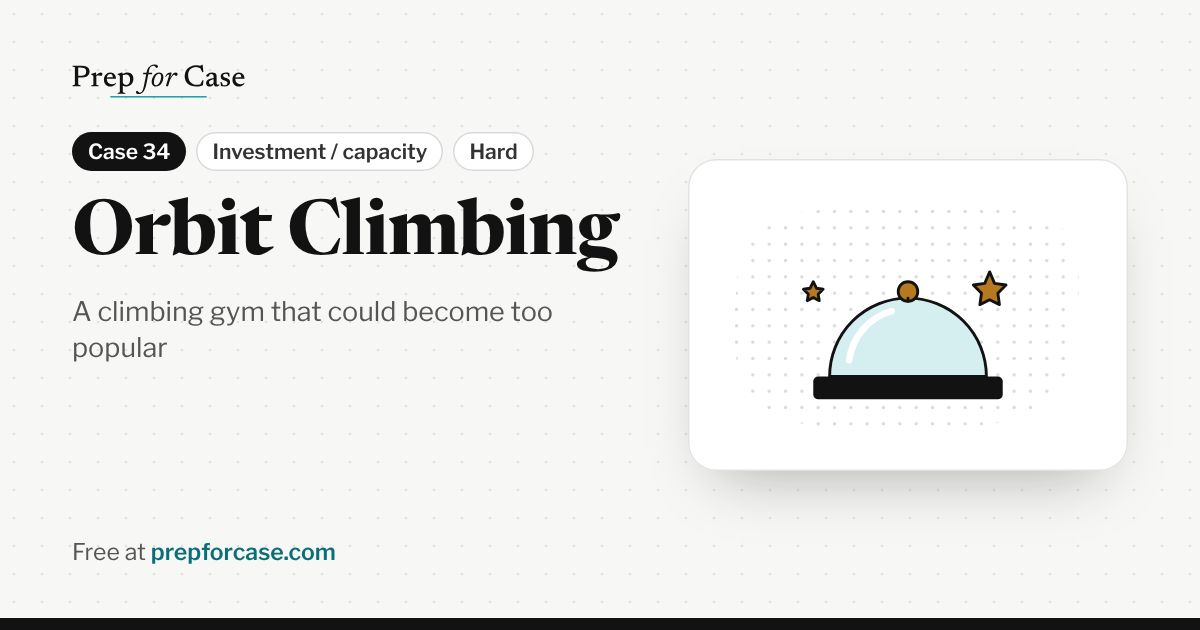 Prep for Case
Case 34 Investment / capacity Hard
Orbit Climbing
A climbing gym that could become too
popular
Free at prepforcase.com